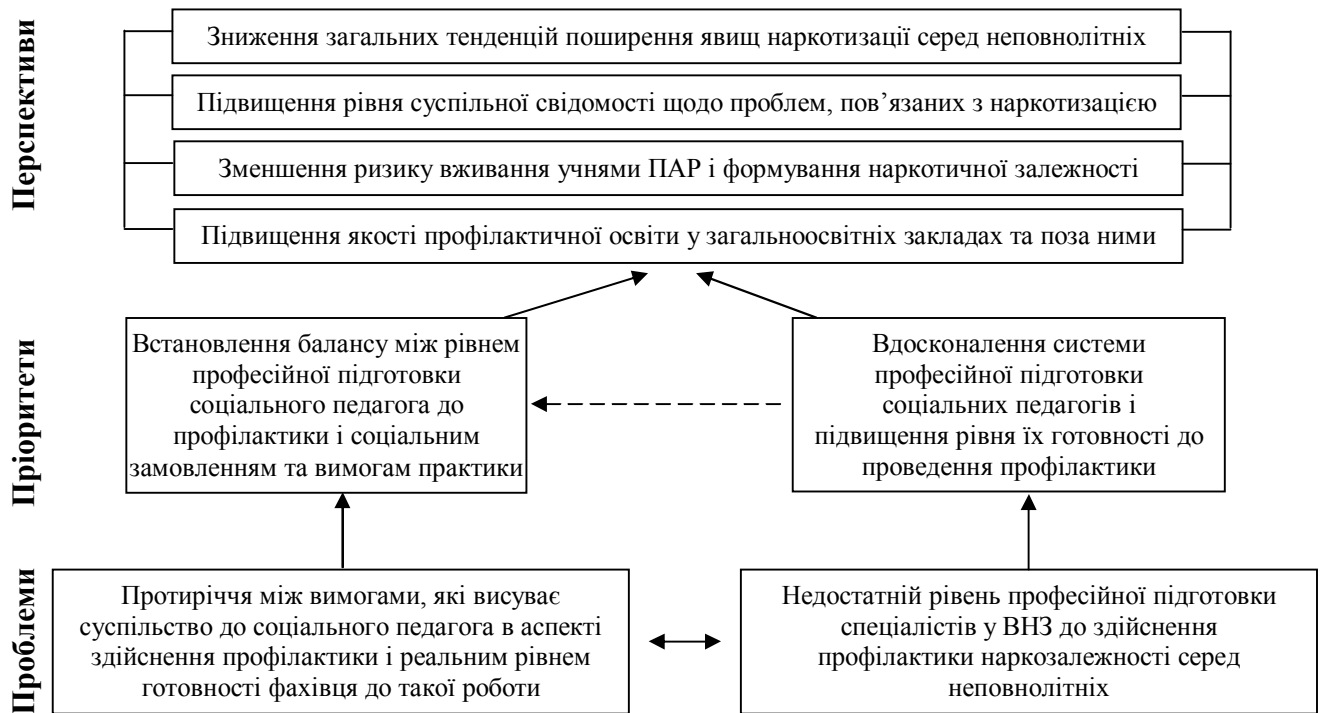 Перспективи
Зниження загальних тенденцій поширення явищ наркотизації серед неповнолітніх
Підвищення рівня суспільної свідомості щодо проблем, пов’язаних з наркотизацією
Зменшення ризику вживання учнями ПАР і формування наркотичної залежності
Підвищення якості профілактичної освіти у загальноосвітніх закладах та поза ними
Пріоритети
Встановлення балансу між рівнем
професійної підготовки
соціального педагога до
профілактики і соціальним
замовленням та вимогам практики
Вдосконалення системи
професійної підготовки
соціальних педагогів і
підвищення рівня їх готовності до
проведення профілактики
Проблеми
Протиріччя між вимогами, які висуває
суспільство до соціального педагога в аспекті
здійснення профілактики і реальним рівнем
готовності фахівця до такої роботи
Недостатній рівень професійної підготовки
спеціалістів у ВНЗ до здійснення
профілактики наркозалежності серед
неповнолітніх